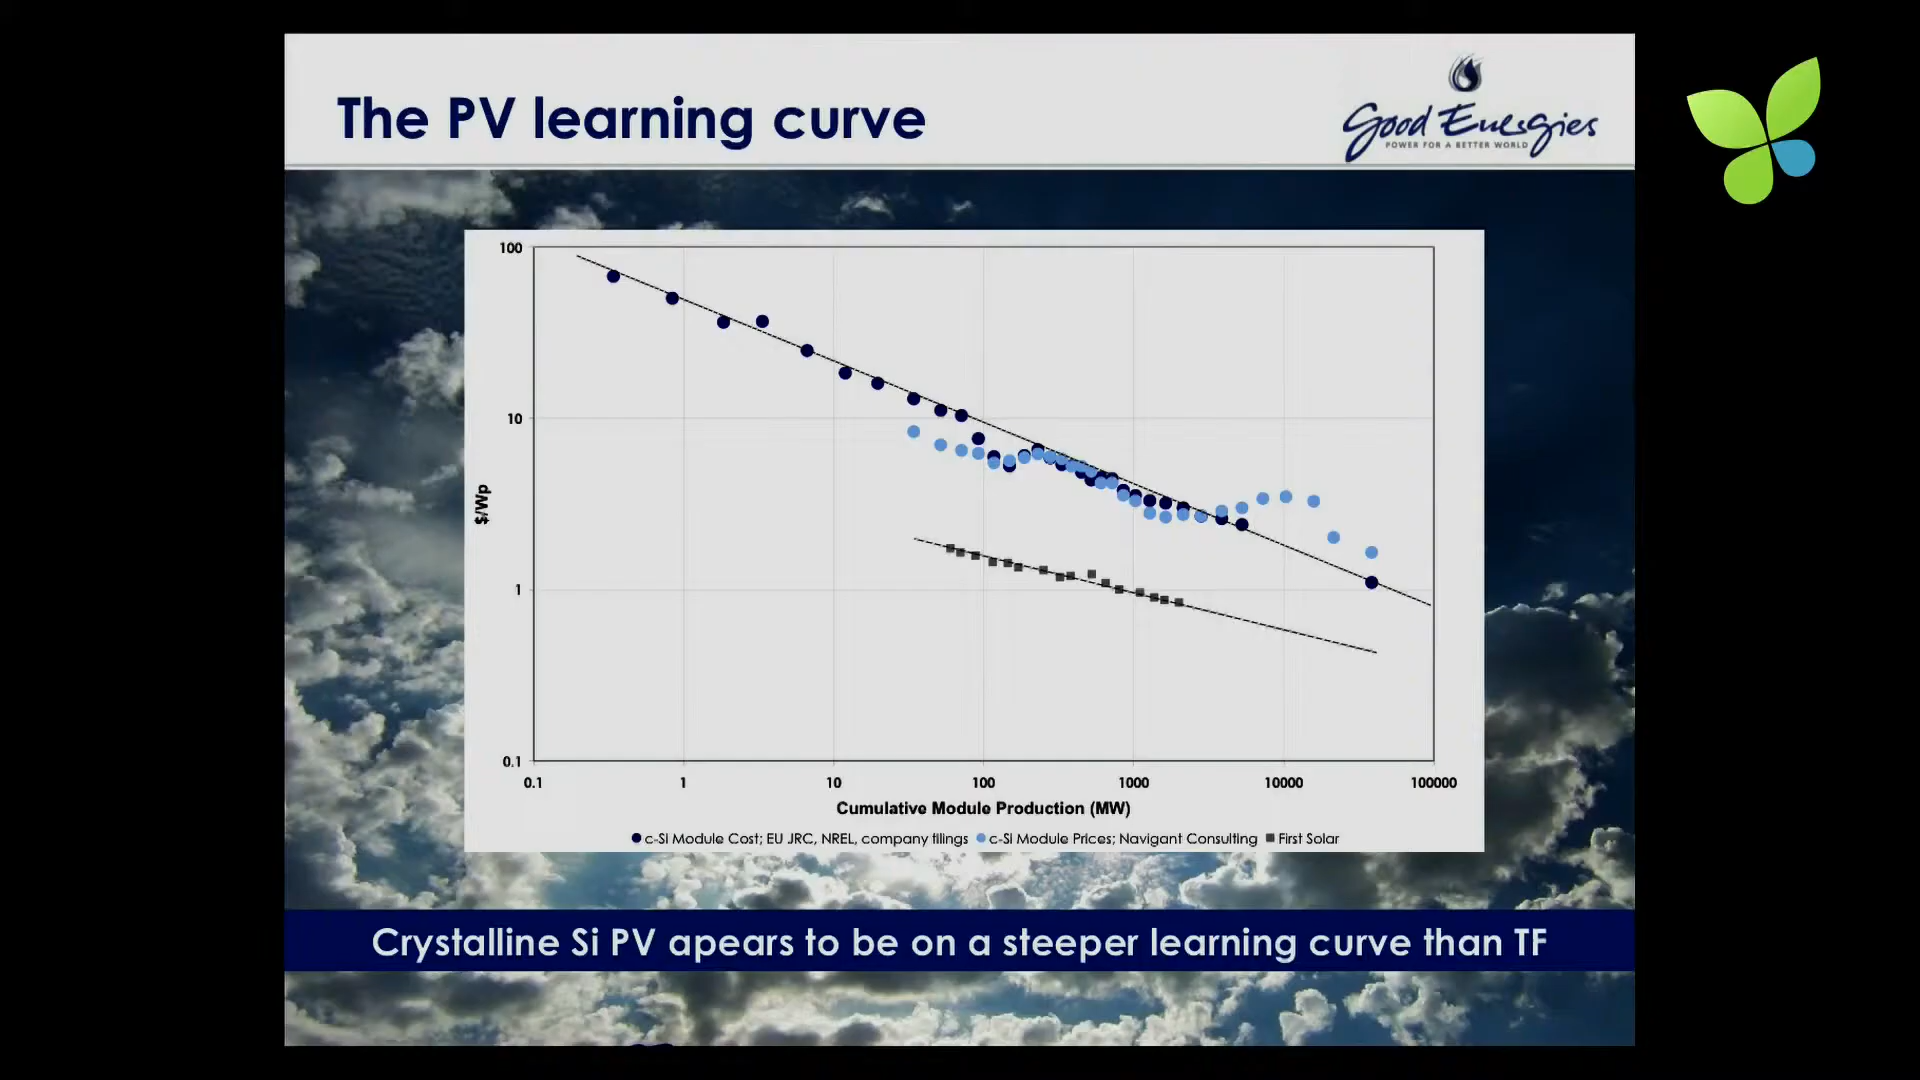 The PV learning curve
Good Energies
POWER FOR A BETTER WORLD
100
10
1
0.1
$/Wp
0.1 1 10 100 1000 10000 100000
Cumulative Module Production (MW)
c-Si Module Cost; EU JRC, NREL, company filings c-Si Module Prices; Navigant Consulting First Solar
Crystalline Si PV apears to be on a steeper learning curve than TF